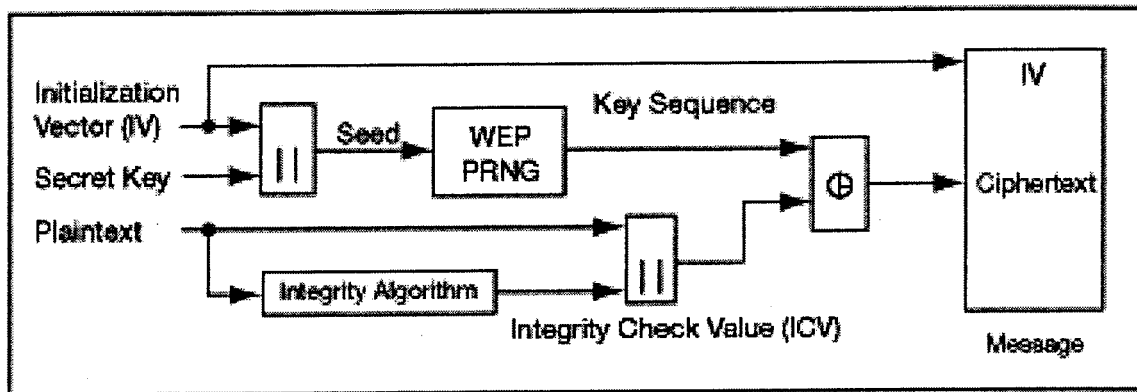 Initialization
Vector (IV)
Secret Key
Plaintext
||
Seed
WEP
PRNG
Key Sequence
IV
Ciphertext
Integrity Algorithm
||
Integrity Check Value (ICV)
Message